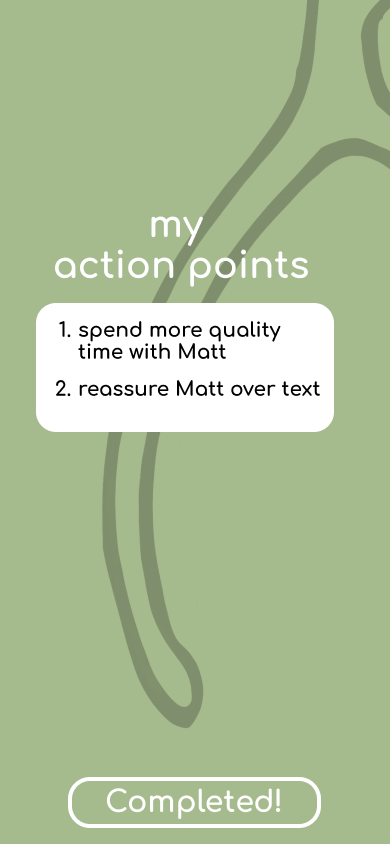 my
action points
1. spend more quality
time with Matt
2. reassure Matt over text
Completed!